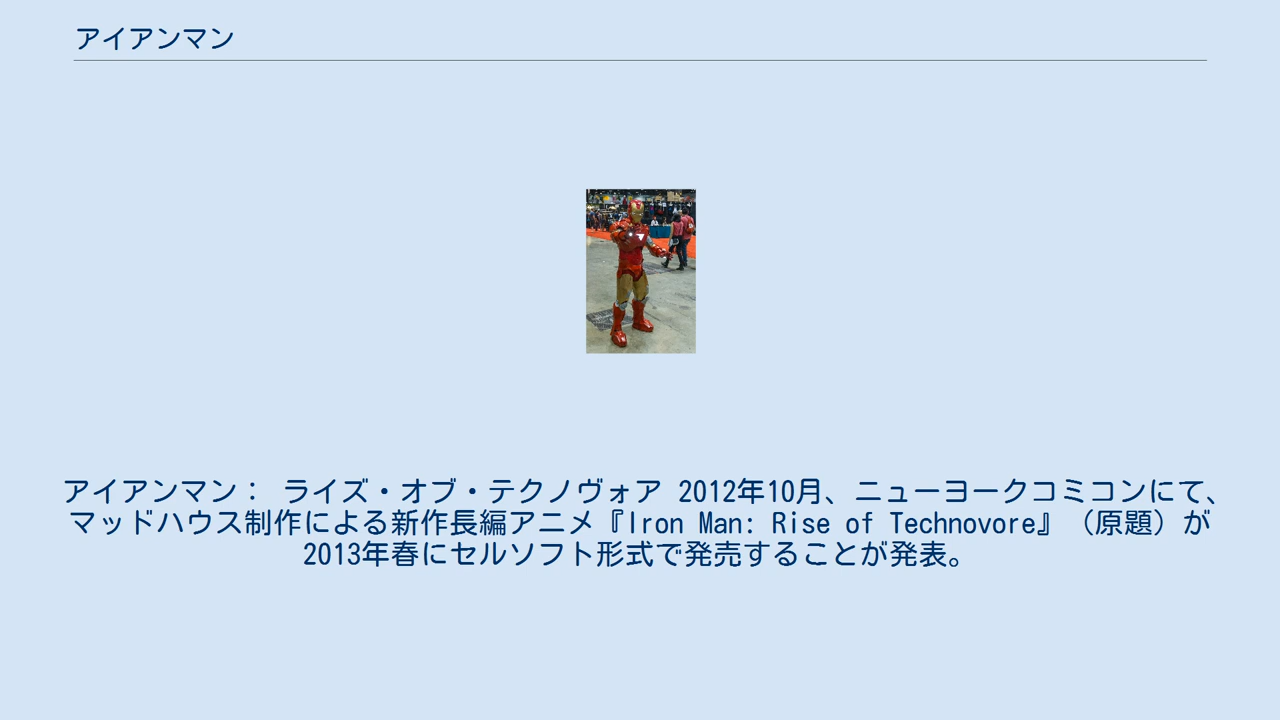 アイアンマン
アイアンマン： ライズ・オブ・テクノヴォア 2012年10月、ニューヨークコミコンにて、
マッドハウス制作による新作長編アニメ『Iron Man: Rise of Technovore』（原題）が
2013年春にセルソフト形式で発売することが発表。